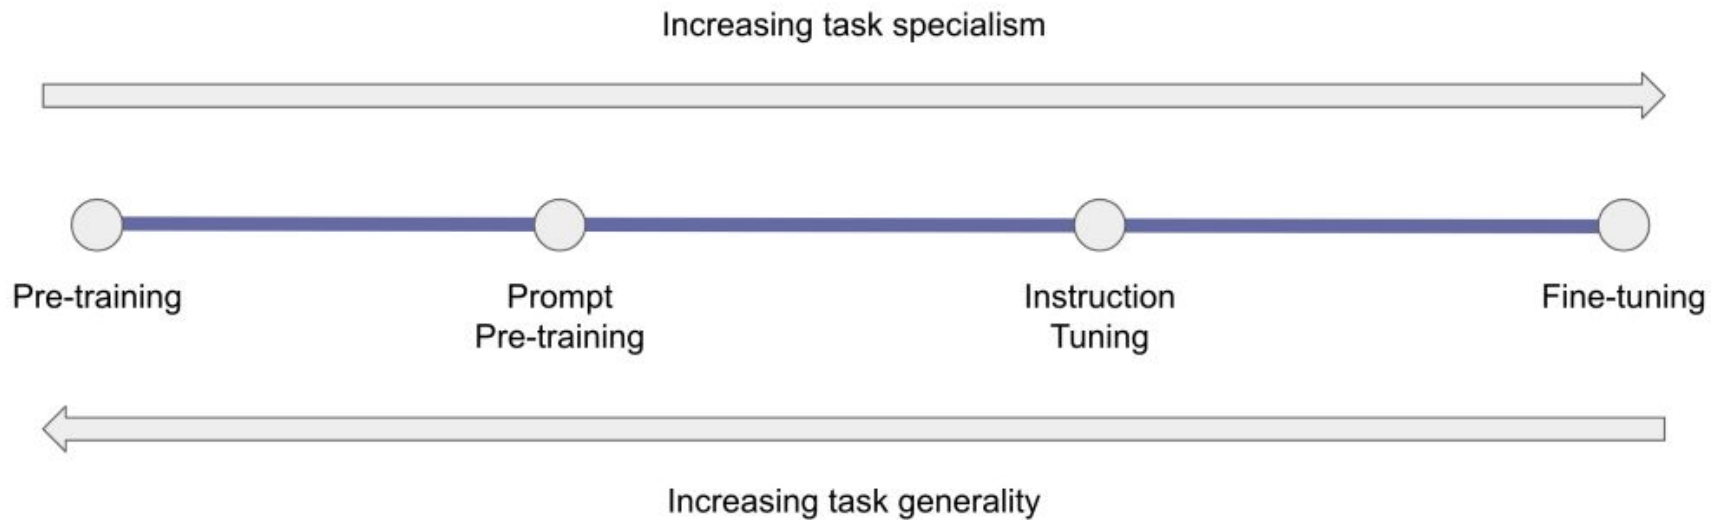 Increasing task specialism
Pre-training
Prompt
Pre-training
Instruction
Tuning
Fine-tuning
Increasing task generality